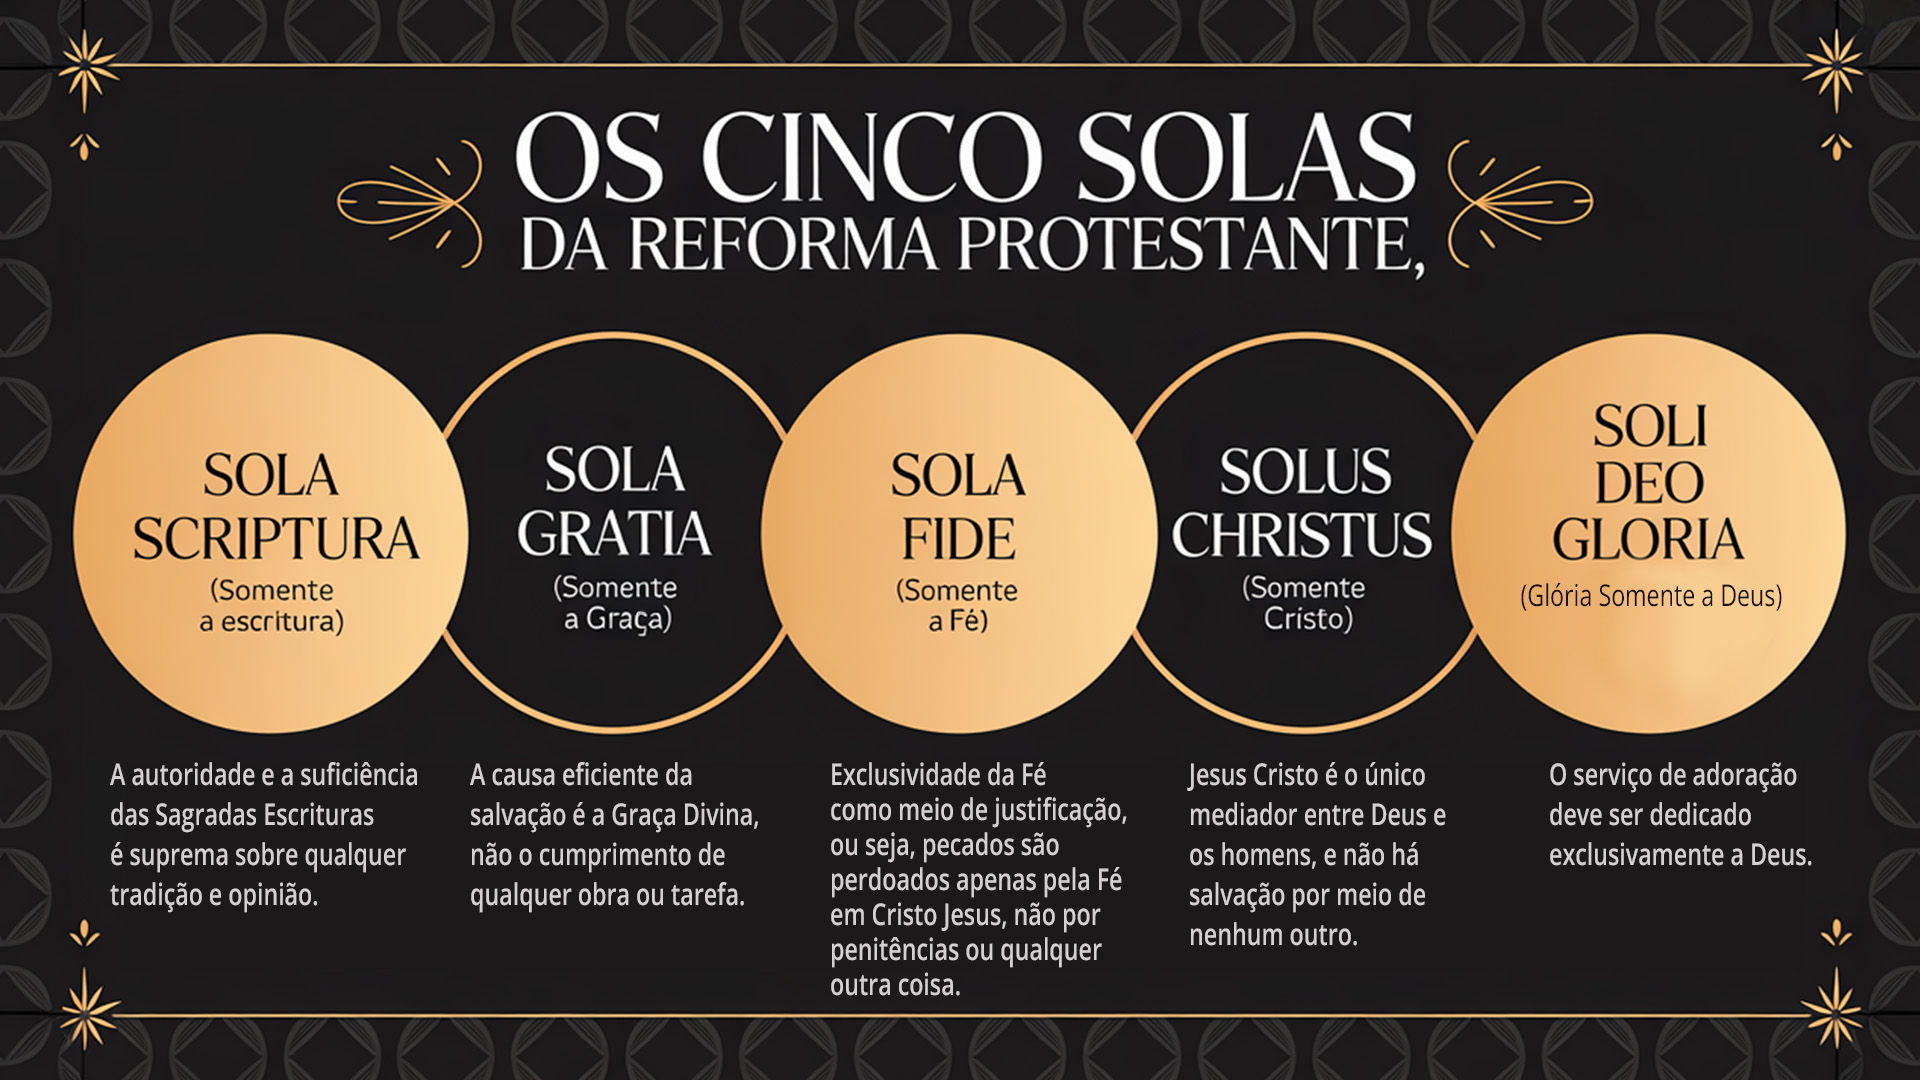 OS CINCO SOLAS
DA REFORMA PROTESTANTE,
SOLA
SCRIPTURA
(Somente
a escritura)
SOLA
GRATIA
(Somente
a Graça)
SOLA
FIDE
(Somente
a Fé)
SOLUS
CHRISTUS
(Somente
Cristo)
SOLI
DEO
GLORIA
(Glória Somente a Deus)
A autoridade e a suficiência
das Sagradas Escrituras
é suprema sobre qualquer
tradição e opinião.
A causa eficiente da
salvação é a Graça Divina,
não o cumprimento de
qualquer obra ou tarefa.
Exclusividade da Fé
como meio de justificação,
ou seja, pecados são
perdoados apenas pela Fé
em Cristo Jesus, não por
penitências ou qualquer
outra coisa.
Jesus Cristo é o único
mediador entre Deus e
os homens, e não há
salvação por meio de
nenhum outro.
O serviço de adoração
deve ser dedicado
exclusivamente a Deus.